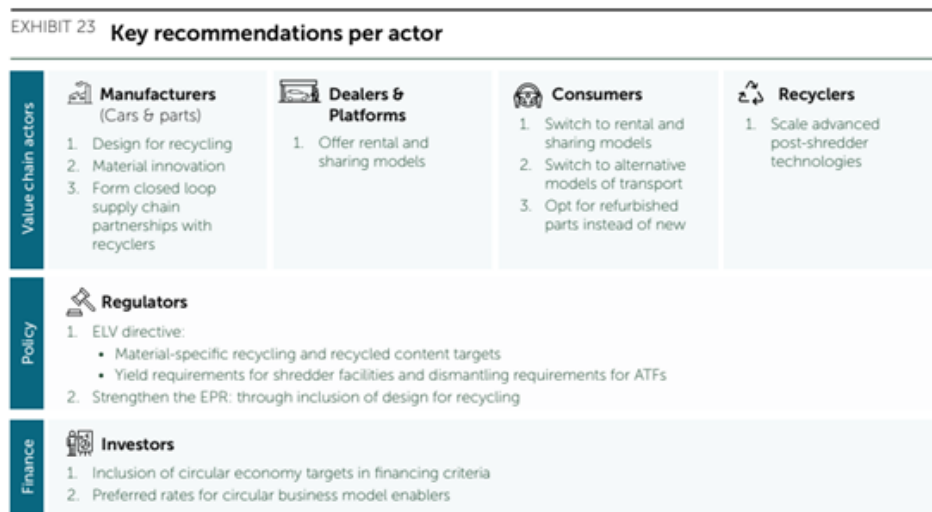 EXHIBIT 23 Key recommendations per actor
Value chain actors
Manufacturers
(Cars & parts)
1. Design for recycling
2. Material innovation
3. Form closed loop
supply chain
partnerships with
recyclers
Dealers &
Platforms
1. Offer rental and
sharing models
Consumers
1. Switch to rental and
sharing models
2. Switch to alternative
models of transport
3. Opt for refurbished
parts instead of new
Recyclers
1. Scale advanced
post-shredder
technologies
Policy
Regulators
1. ELV directive:
• Material-specific recycling and recycled content targets
• Yield requirements for shredder facilities and dismantling requirements for ATFs
2. Strengthen the EPR: through inclusion of design for recycling
Finance
Investors
1. Inclusion of circular economy targets in financing criteria
2. Preferred rates for circular business model enablers